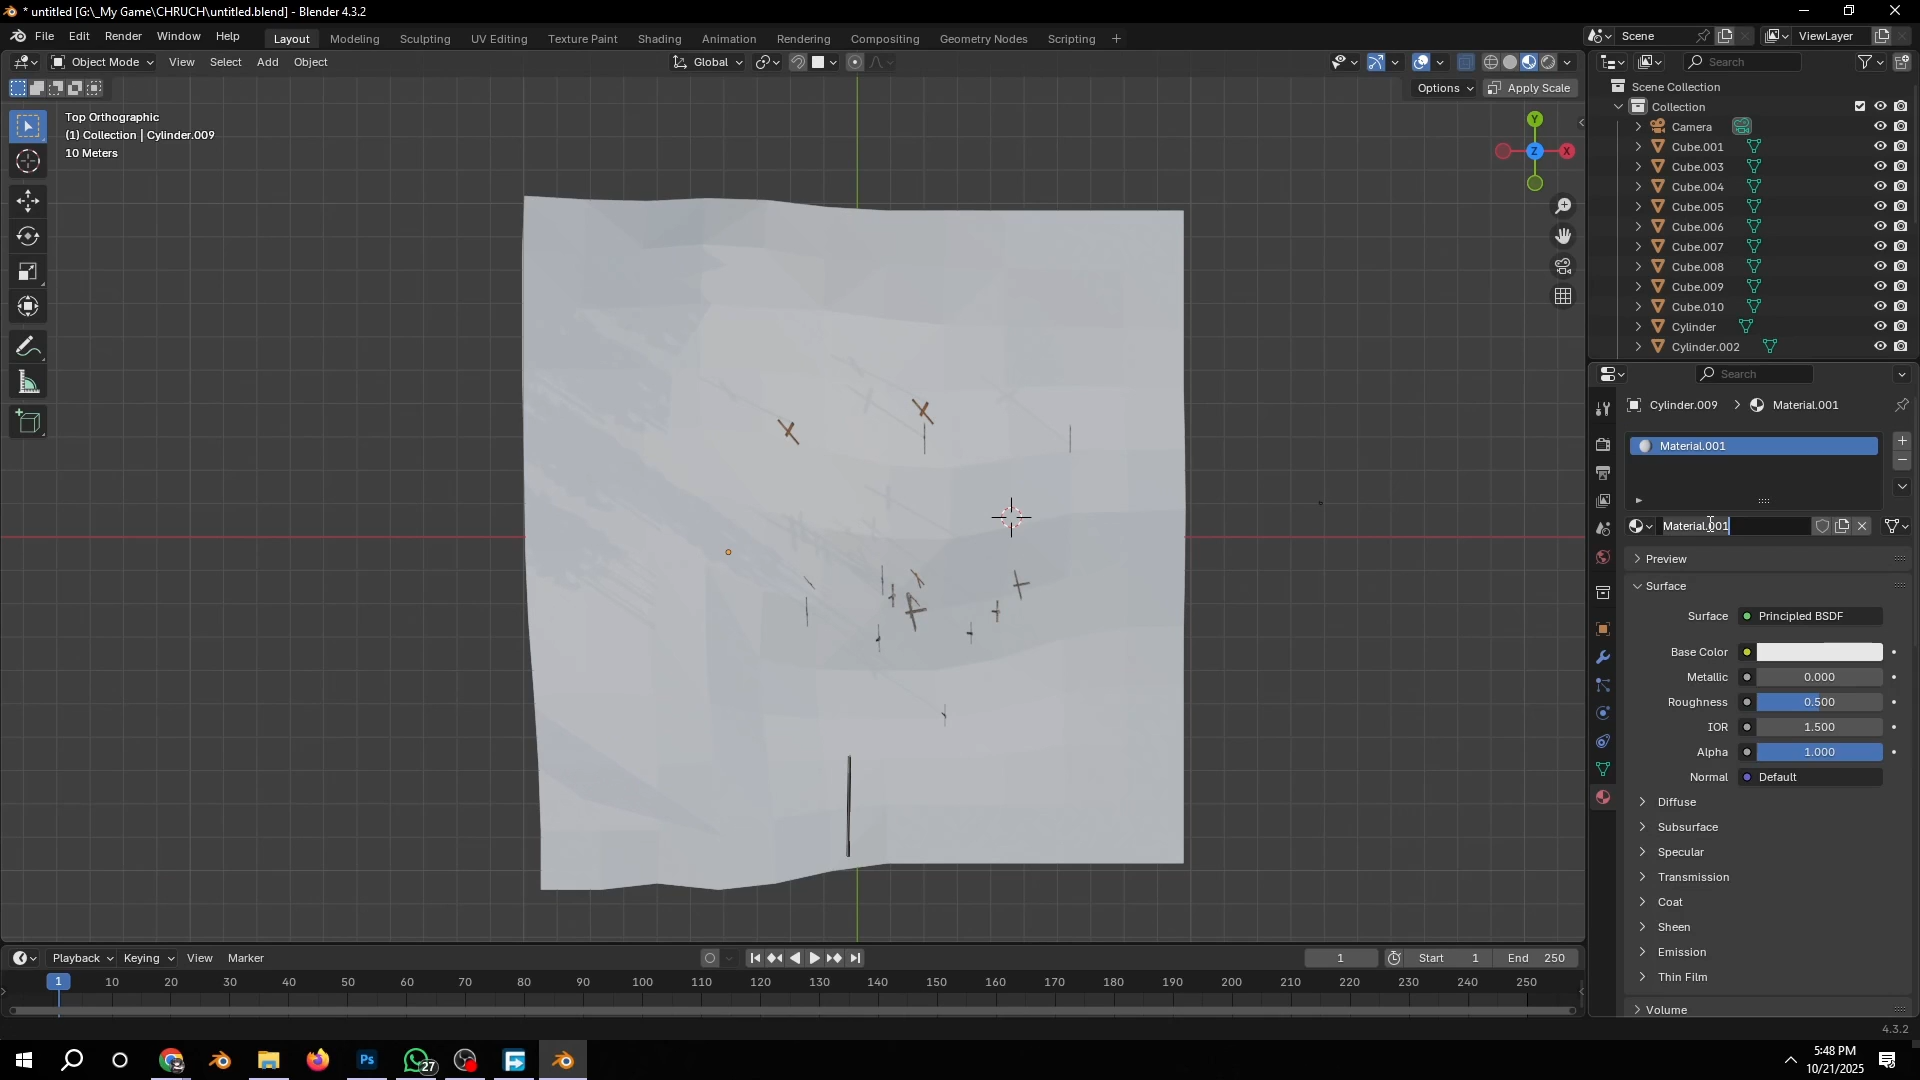 * untitled [G:\_My Game\CHRUCH\untitled.blend] - Blender 4.3.2
File Edit Render Window Help Layout Modeling Sculpting UV Editing Texture Paint Shading Animation Rendering Compositing Geometry Nodes Scripting + Scene ViewLayer
Object Mode View Select Add Object Global Search
Options Apply Scale
Scene Collection
Collection
Camera
Cube.001
Cube.003
Cube.004
Cube.005
Cube.006
Cube.007
Cube.008
Cube.009
Cube.010
Cylinder
Cylinder.002
Top Orthographic
(1) Collection | Cylinder.009
10 Meters
Y
Z
X
Search
Cylinder.009 > Material.001
Material.001
Material.001
Preview
Surface
Surface Principled BSDF
Base Color
Metallic 0.000
Roughness 0.500
IOR 1.500
Alpha 1.000
Normal Default
Diffuse
Subsurface
Specular
Transmission
Coat
Sheen
Emission
Thin Film
Volume
Playback Keying View Marker 1 Start 1 End 250
1 10 20 30 40 50 60 70 80 90 100 110 120 130 140 150 160 170 180 190 200 210 220 230 240 250
4.3.2
Ps 27
5:48 PM
10/21/2025